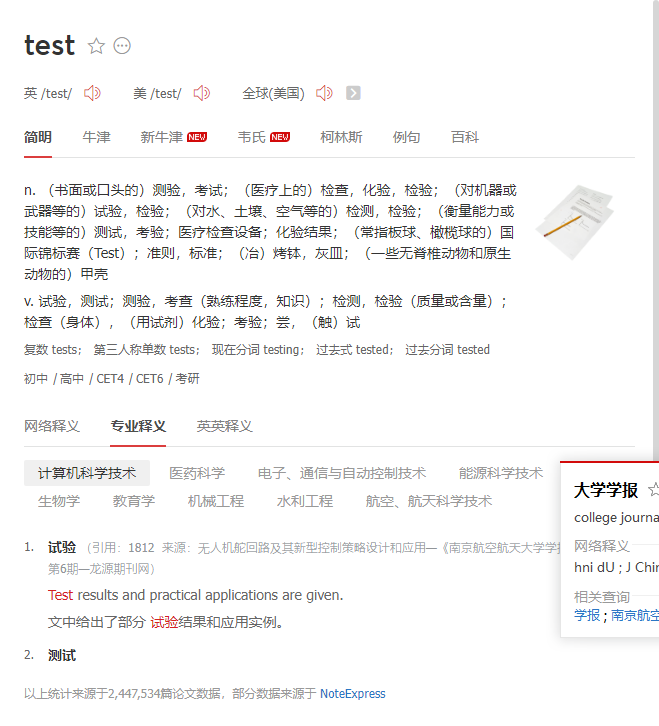 test
英 /test/ 美 /test/ 全球(美国)
简明 牛津 新牛津 NEW 韦氏 NEW 柯林斯 例句 百科
n. （书面或口头的）测验，考试；（医疗上的）检查，化验，检验；（对机器或
武器等的）试验，检验；（对水、土壤、空气等的）检测，检验；（衡量能力或
技能等的）测试，考验；医疗检查设备；化验结果；（常指板球、橄榄球的）国
际锦标赛（Test）；准则，标准；（冶）烤钵，灰皿；（一些无脊椎动物和原生
动物的）甲壳
v. 试验，测试；测验，考查（熟练程度，知识）；检测，检验（质量或含量）；
检查（身体），（用试剂）化验；考验；尝，（触）试
复数 tests； 第三人称单数 tests； 现在分词 testing； 过去式 tested； 过去分词 tested
初中 / 高中 / CET4 / CET6 / 考研
网络释义 专业释义 英英释义
计算机科学技术 医药科学 电子、通信与自动控制技术 能源科学技术
生物学 教育学 机械工程 水利工程 航空、航天科学技术
1. 试验 （引用：1812 来源：无人机舵回路及其新型控制策略设计和应用—《南京航空航天大学学
第6期—龙源期刊网）
Test results and practical applications are given.
文中给出了部分 试验结果和应用实例。
2. 测试
以上统计来源于2,447,534篇论文数据，部分数据来源于 NoteExpress
大学学报
college journa
网络释义
hni dU ; J Chin
相关查询
学报 ; 南京航空